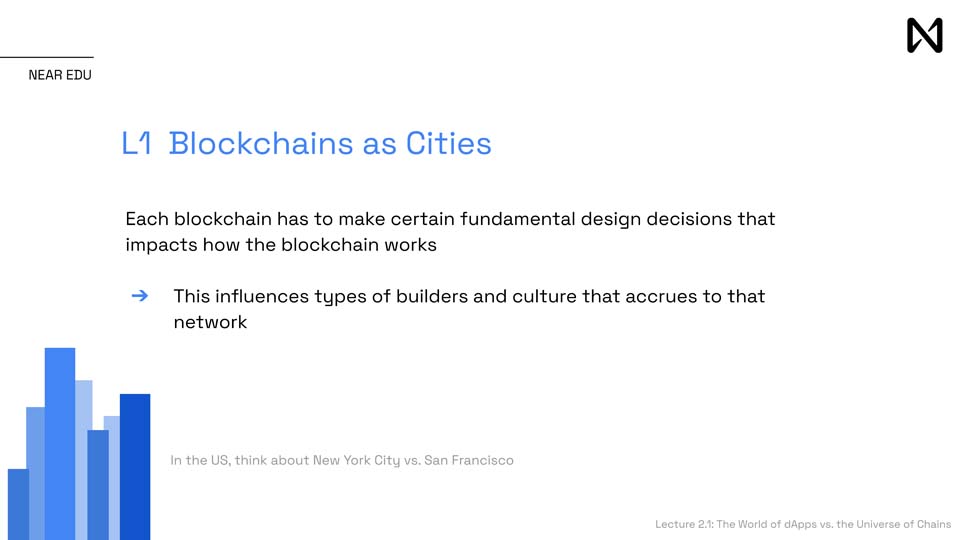 NEAR EDU
L1 Blockchains as Cities
Each blockchain has to make certain fundamental design decisions that
impacts how the blockchain works
➔ This influences types of builders and culture that accrues to that
network
In the US, think about New York City vs. San Francisco
Lecture 2.1: The World of dApps vs. the Universe of Chains